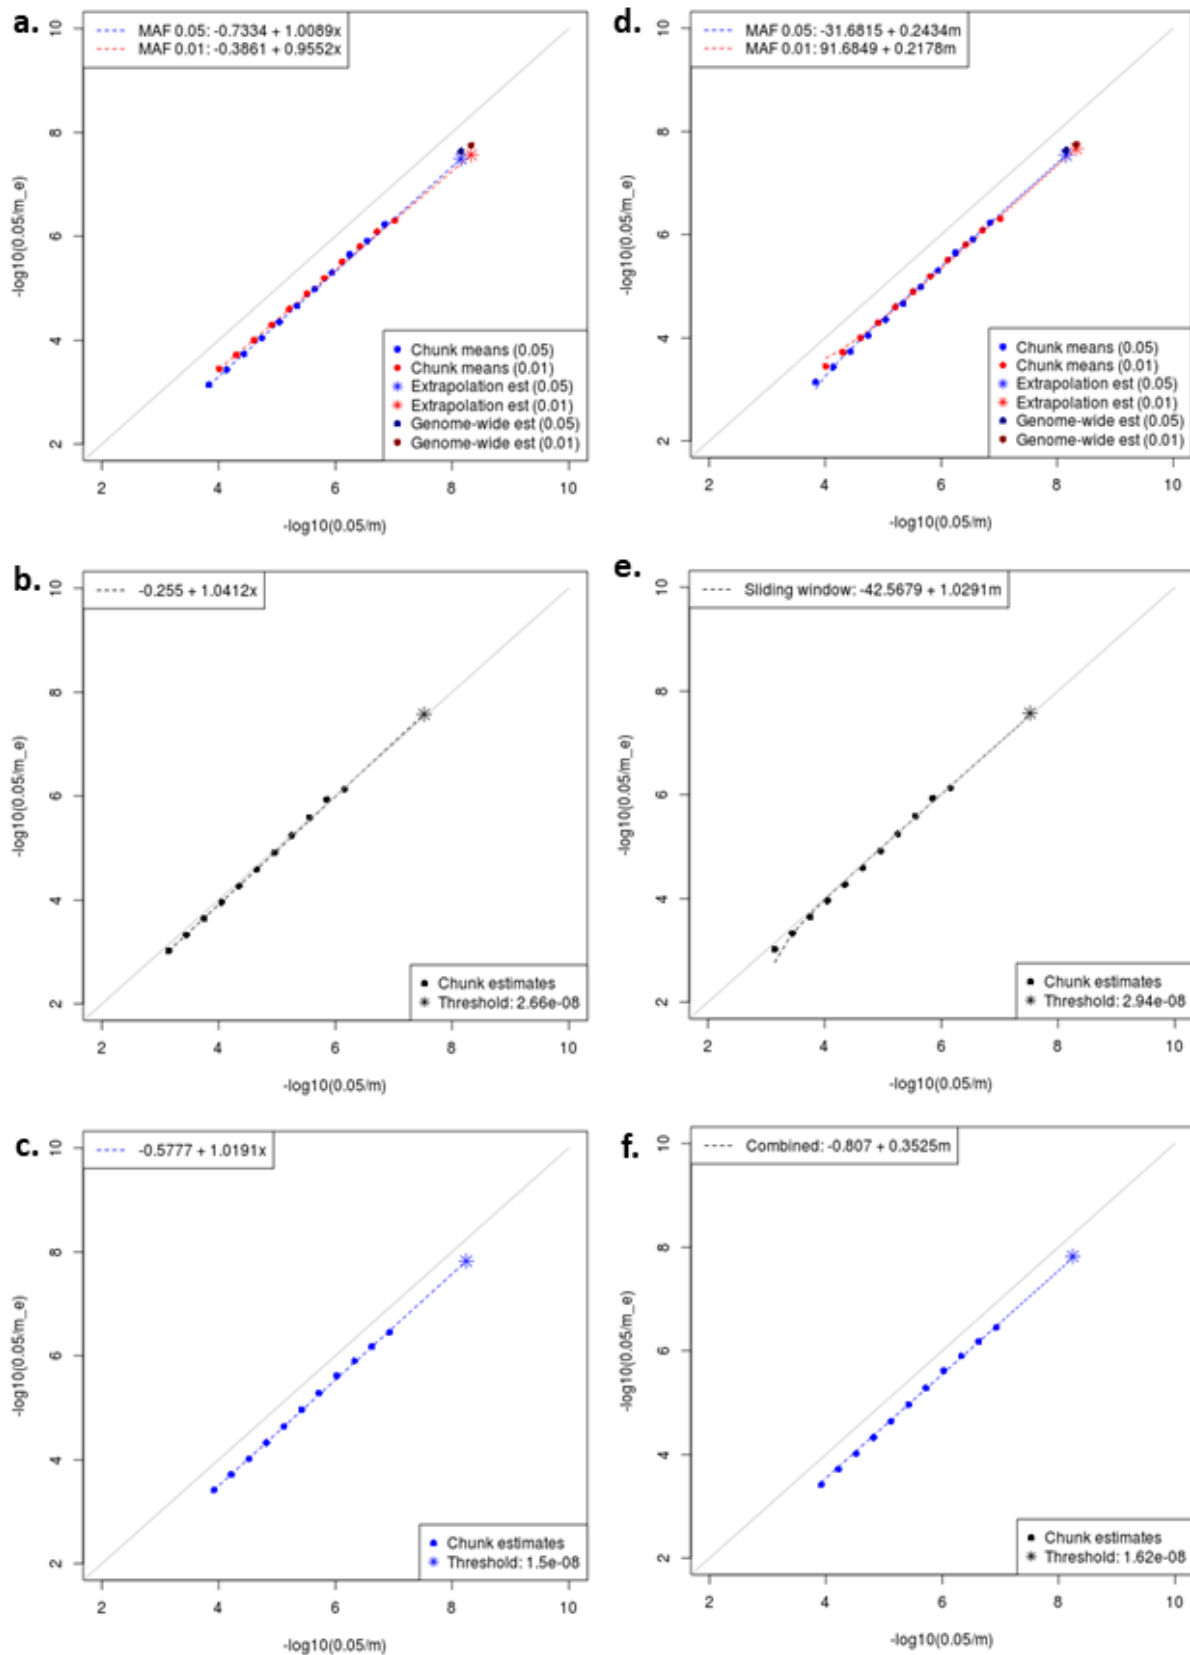 a.
MAF 0.05: -0.7334 + 1.0089x
MAF 0.01: -0.3861 + 0.9552x
10
8
6
4
2
-log10(0.05/m_e)
Chunk means (0.05)
Chunk means (0.01)
Extrapolation est (0.05)
Extrapolation est (0.01)
Genome-wide est (0.05)
Genome-wide est (0.01)
2 4 6 8 10
-log10(0.05/m)
d.
MAF 0.05: -31.6815 + 0.2434m
MAF 0.01: 91.6849 + 0.2178m
10
8
6
4
2
-log10(0.05/m_e)
Chunk means (0.05)
Chunk means (0.01)
Extrapolation est (0.05)
Extrapolation est (0.01)
Genome-wide est (0.05)
Genome-wide est (0.01)
2 4 6 8 10
-log10(0.05/m)
b.
-0.255 + 1.0412x
10
8
6
4
2
-log10(0.05/m_e)
Chunk estimates
Threshold: 2.66e-08
2 4 6 8 10
-log10(0.05/m)
e.
Sliding window: -42.5679 + 1.0291m
10
8
6
4
2
-log10(0.05/m_e)
Chunk estimates
Threshold: 2.94e-08
2 4 6 8 10
-log10(0.05/m)
c.
-0.5777 + 1.0191x
10
8
6
4
2
-log10(0.05/m_e)
Chunk estimates
Threshold: 1.5e-08
2 4 6 8 10
-log10(0.05/m)
f.
Combined: -0.807 + 0.3525m
10
8
6
4
2
-log10(0.05/m_e)
Chunk estimates
Threshold: 1.62e-08
2 4 6 8 10
-log10(0.05/m)